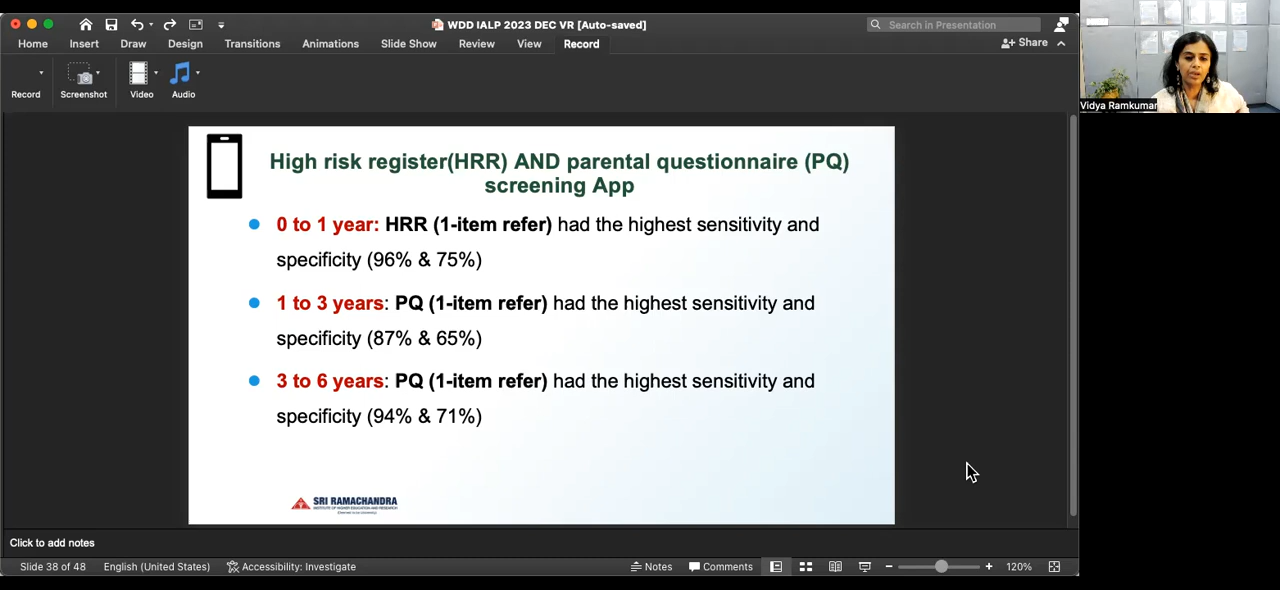 WDD IALP 2023 DEC VR [Auto-saved]
Search in Presentation
Home Insert Draw Design Transitions Animations Slide Show Review View Record
Share
Record Screenshot Video Audio
Vidya Ramkumar
High risk register(HRR) AND parental questionnaire (PQ)
screening App
0 to 1 year: HRR (1-item refer) had the highest sensitivity and
specificity (96% & 75%)
1 to 3 years: PQ (1-item refer) had the highest sensitivity and
specificity (87% & 65%)
3 to 6 years: PQ (1-item refer) had the highest sensitivity and
specificity (94% & 71%)
SRI RAMACHANDRA
INSTITUTE OF HIGHER EDUCATION AND RESEARCH
(Deemed to be University)
Click to add notes
Slide 38 of 48 English (United States) Accessibility: Investigate Notes Comments 120%